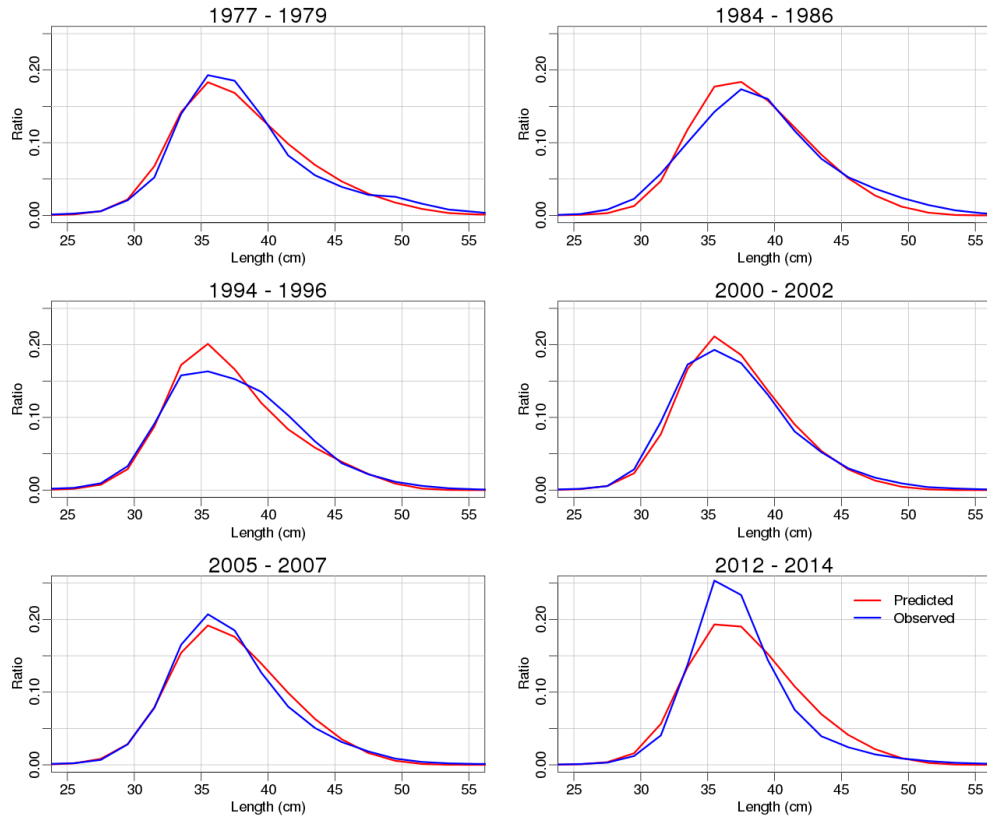 1977 - 1979
0.20
0.10
0.00
Ratio
25 30 35 40 45 50 55
Length (cm)
1984 - 1986
0.20
0.10
0.00
Ratio
25 30 35 40 45 50 55
Length (cm)
1994 - 1996
0.20
0.10
0.00
Ratio
25 30 35 40 45 50 55
Length (cm)
2000 - 2002
0.20
0.10
0.00
Ratio
25 30 35 40 45 50 55
Length (cm)
2005 - 2007
0.20
0.10
0.00
Ratio
25 30 35 40 45 50 55
Length (cm)
2012 - 2014
Predicted
Observed
0.20
0.10
0.00
Ratio
25 30 35 40 45 50 55
Length (cm)